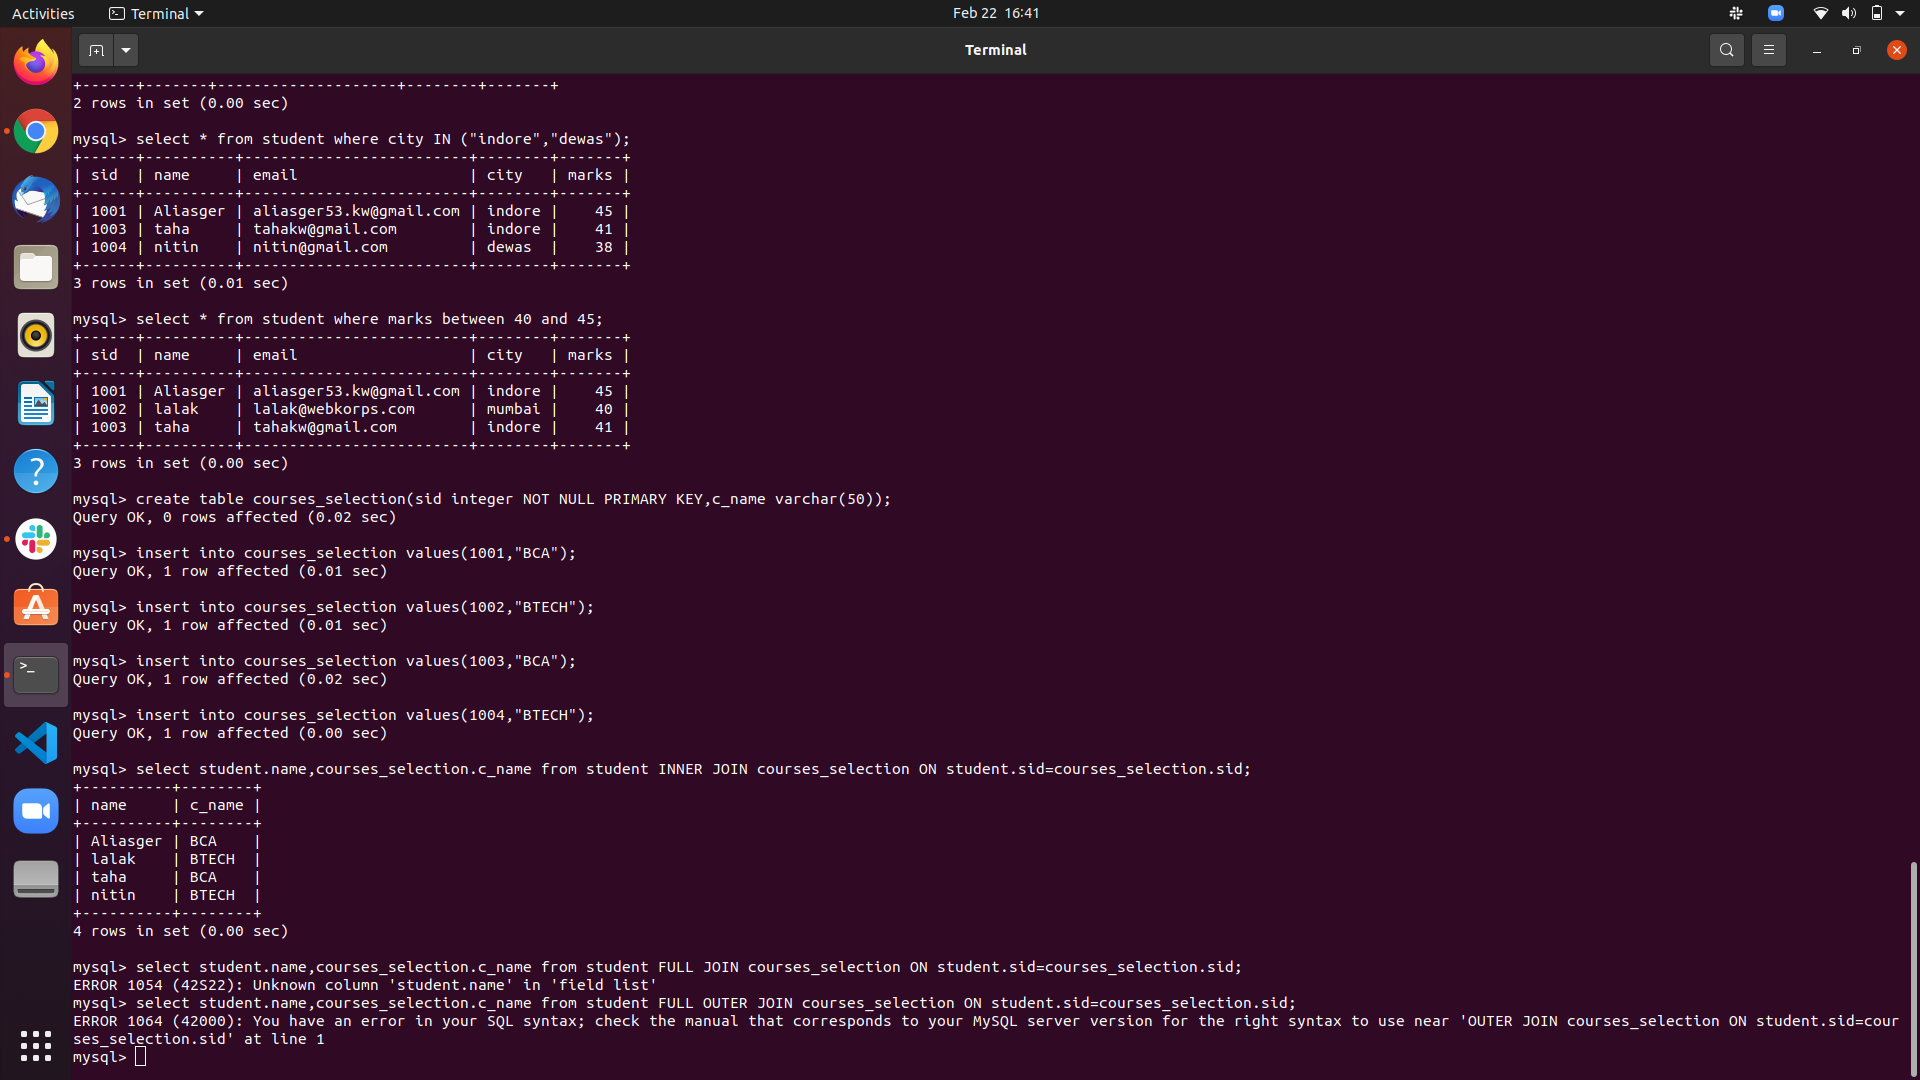 Activities
Terminal
Feb 22 16:41
Terminal
+------+-------+--------------------+--------+-------+
2 rows in set (0.00 sec)
mysql> select * from student where city IN ("indore","dewas");
+------+----------+-------------------------+--------+-------+
| sid  | name     | email                   | city   | marks |
+------+----------+-------------------------+--------+-------+
| 1001 | Aliasger | aliasger53.kw@gmail.com | indore |    45 |
| 1003 | taha     | tahakw@gmail.com        | indore |    41 |
| 1004 | nitin    | nitin@gmail.com         | dewas  |    38 |
+------+----------+-------------------------+--------+-------+
3 rows in set (0.01 sec)
mysql> select * from student where marks between 40 and 45;
+------+----------+-------------------------+--------+-------+
| sid  | name     | email                   | city   | marks |
+------+----------+-------------------------+--------+-------+
| 1001 | Aliasger | aliasger53.kw@gmail.com | indore |    45 |
| 1002 | lalak    | lalak@webkorps.com      | mumbai |    40 |
| 1003 | taha     | tahakw@gmail.com        | indore |    41 |
+------+----------+-------------------------+--------+-------+
3 rows in set (0.00 sec)
mysql> create table courses_selection(sid integer NOT NULL PRIMARY KEY,c_name varchar(50));
Query OK, 0 rows affected (0.02 sec)
mysql> insert into courses_selection values(1001,"BCA");
Query OK, 1 row affected (0.01 sec)
mysql> insert into courses_selection values(1002,"BTECH");
Query OK, 1 row affected (0.01 sec)
mysql> insert into courses_selection values(1003,"BCA");
Query OK, 1 row affected (0.02 sec)
mysql> insert into courses_selection values(1004,"BTECH");
Query OK, 1 row affected (0.00 sec)
mysql> select student.name,courses_selection.c_name from student INNER JOIN courses_selection ON student.sid=courses_selection.sid;
+----------+--------+
| name     | c_name |
+----------+--------+
| Aliasger | BCA    |
| lalak    | BTECH  |
| taha     | BCA    |
| nitin    | BTECH  |
+----------+--------+
4 rows in set (0.00 sec)
mysql> select student.name,courses_selection.c_name from student FULL JOIN courses_selection ON student.sid=courses_selection.sid;
ERROR 1054 (42S22): Unknown column 'student.name' in 'field list'
mysql> select student.name,courses_selection.c_name from student FULL OUTER JOIN courses_selection ON student.sid=courses_selection.sid;
ERROR 1064 (42000): You have an error in your SQL syntax; check the manual that corresponds to your MySQL server version for the right syntax to use near 'OUTER JOIN courses_selection ON student.sid=cour
ses_selection.sid' at line 1
mysql>